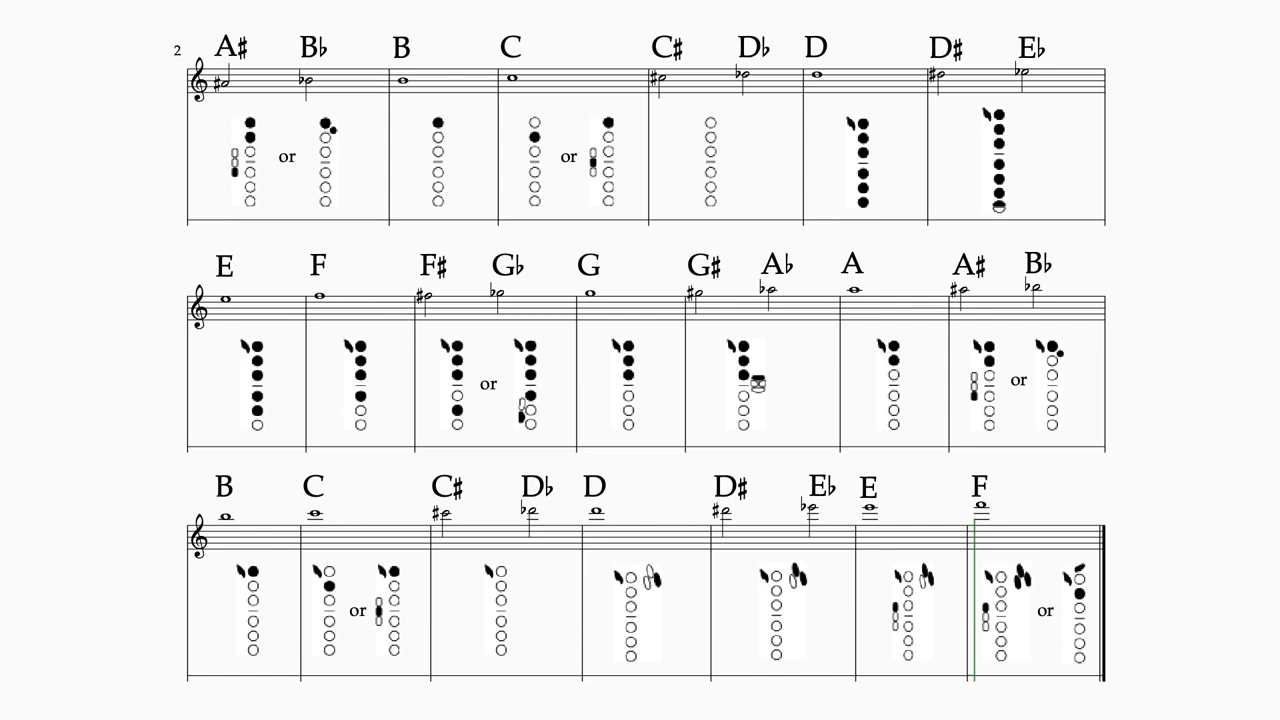 2 A♯ B♭ B C C♯ D♭ D D♯ E♭
or or
E F F♯ G♭ G G♯ A♭ A A♯ B♭
or or
B C C♯ D♭ D D♯ E♭ E F
or or